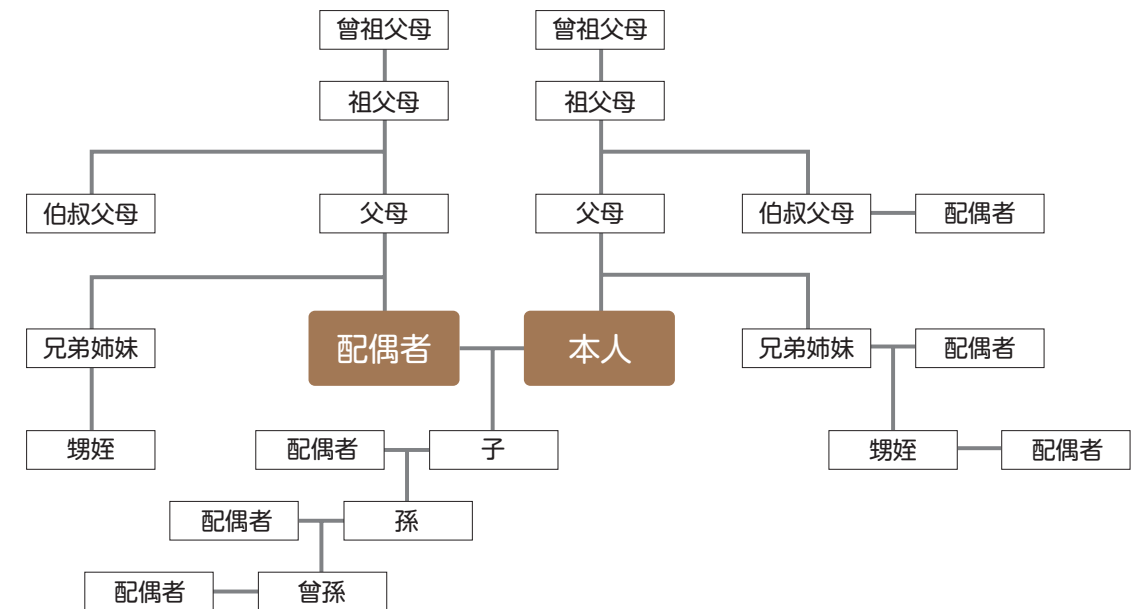 曾祖父母
曾祖父母
祖父母
祖父母
伯叔父母
父母
父母
伯叔父母
配偶者
兄弟姉妹
配偶者
本人
兄弟姉妹
配偶者
甥姪
配偶者
子
甥姪
配偶者
配偶者
孫
配偶者
曾孫